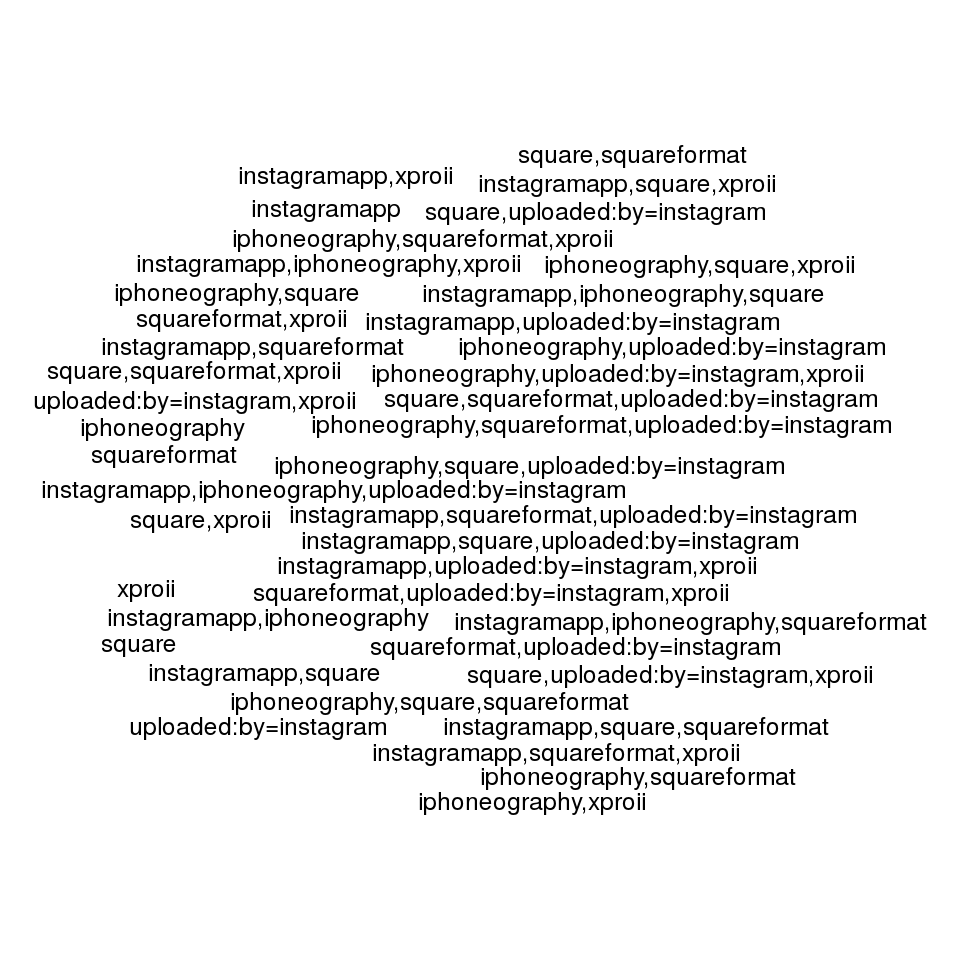 square,squareformat
instagramapp,xproii
instagramapp,square,xproii
instagramapp
square,uploaded:by=instagram
iphoneography,squareformat,xproii
instagramapp,iphoneography,xproii
iphoneography,square,xproii
iphoneography,square
instagramapp,iphoneography,square
squareformat,xproii
instagramapp,uploaded:by=instagram
instagramapp,squareformat
iphoneography,uploaded:by=instagram
square,squareformat,xproii
iphoneography,uploaded:by=instagram,xproii
uploaded:by=instagram,xproii
square,squareformat,uploaded:by=instagram
iphoneography
iphoneography,squareformat,uploaded:by=instagram
squareformat
iphoneography,square,uploaded:by=instagram
instagramapp,iphoneography,uploaded:by=instagram
square,xproii
instagramapp,squareformat,uploaded:by=instagram
instagramapp,square,uploaded:by=instagram
instagramapp,uploaded:by=instagram,xproii
xproii
squareformat,uploaded:by=instagram,xproii
instagramapp,iphoneography
instagramapp,iphoneography,squareformat
square
squareformat,uploaded:by=instagram
instagramapp,square
square,uploaded:by=instagram,xproii
iphoneography,square,squareformat
uploaded:by=instagram
instagramapp,square,squareformat
instagramapp,squareformat,xproii
iphoneography,squareformat
iphoneography,xproii